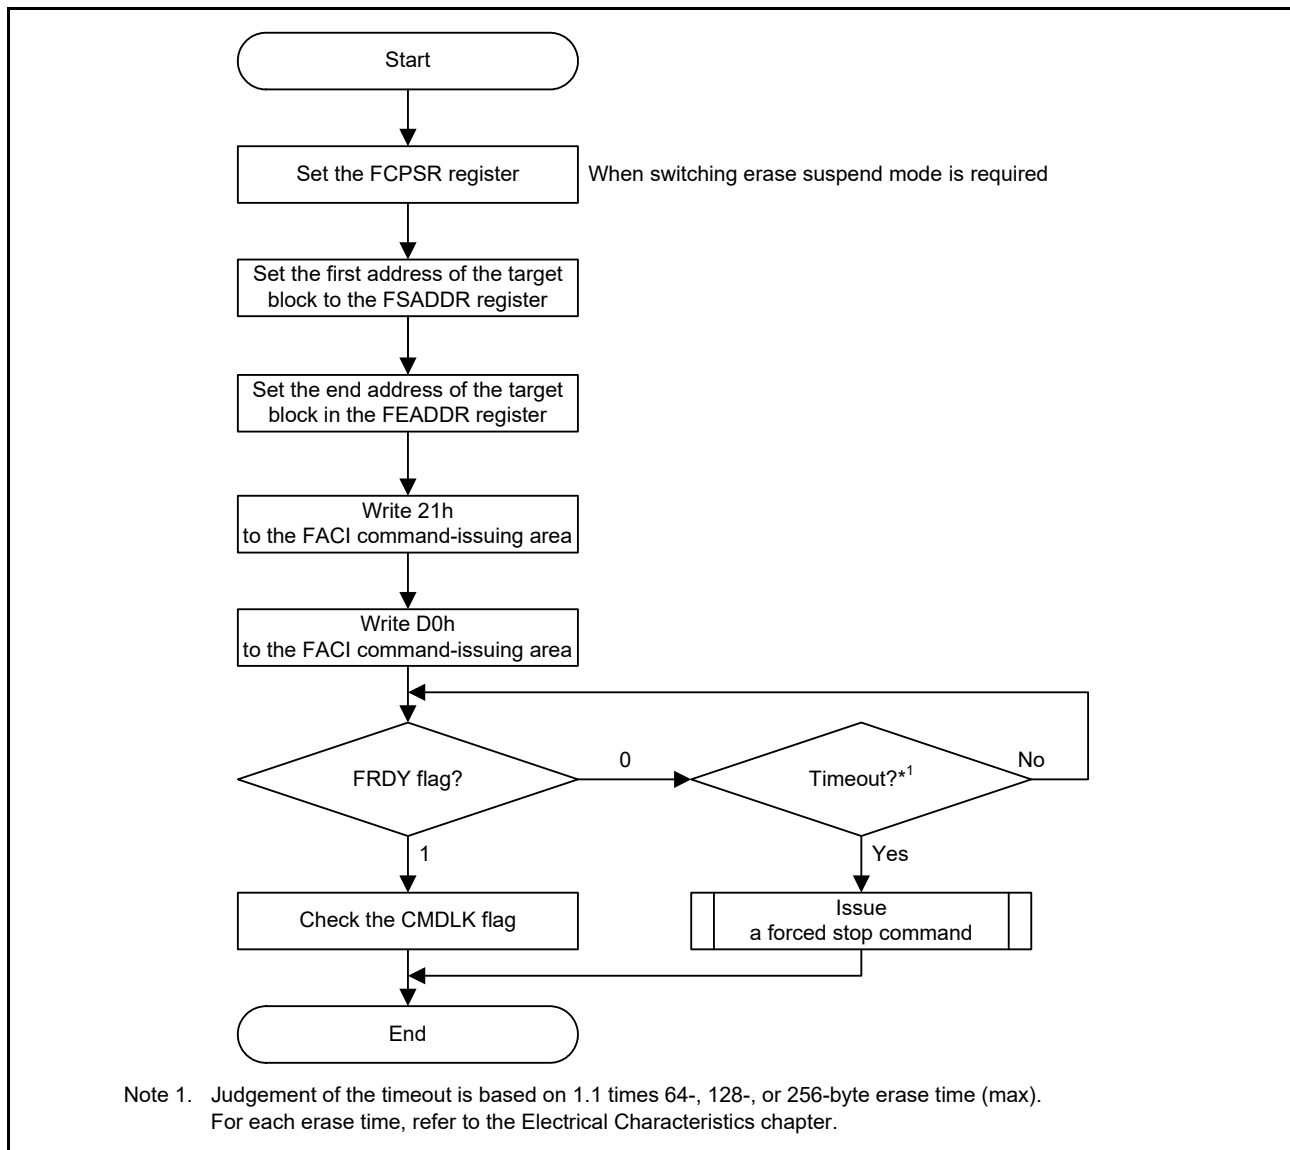 Start
Set the FCPSR register
When switching erase suspend mode is required
Set the first address of the target
block to the FSADDR register
Set the end address of the target
block in the FEADDR register
Write 21h
to the FACI command-issuing area
Write D0h
to the FACI command-issuing area
FRDY flag?
0
Timeout?*1
No
1
Yes
Check the CMDLK flag
Issue
a forced stop command
End
Note 1. Judgement of the timeout is based on 1.1 times 64-, 128-, or 256-byte erase time (max).
For each erase time, refer to the Electrical Characteristics chapter.